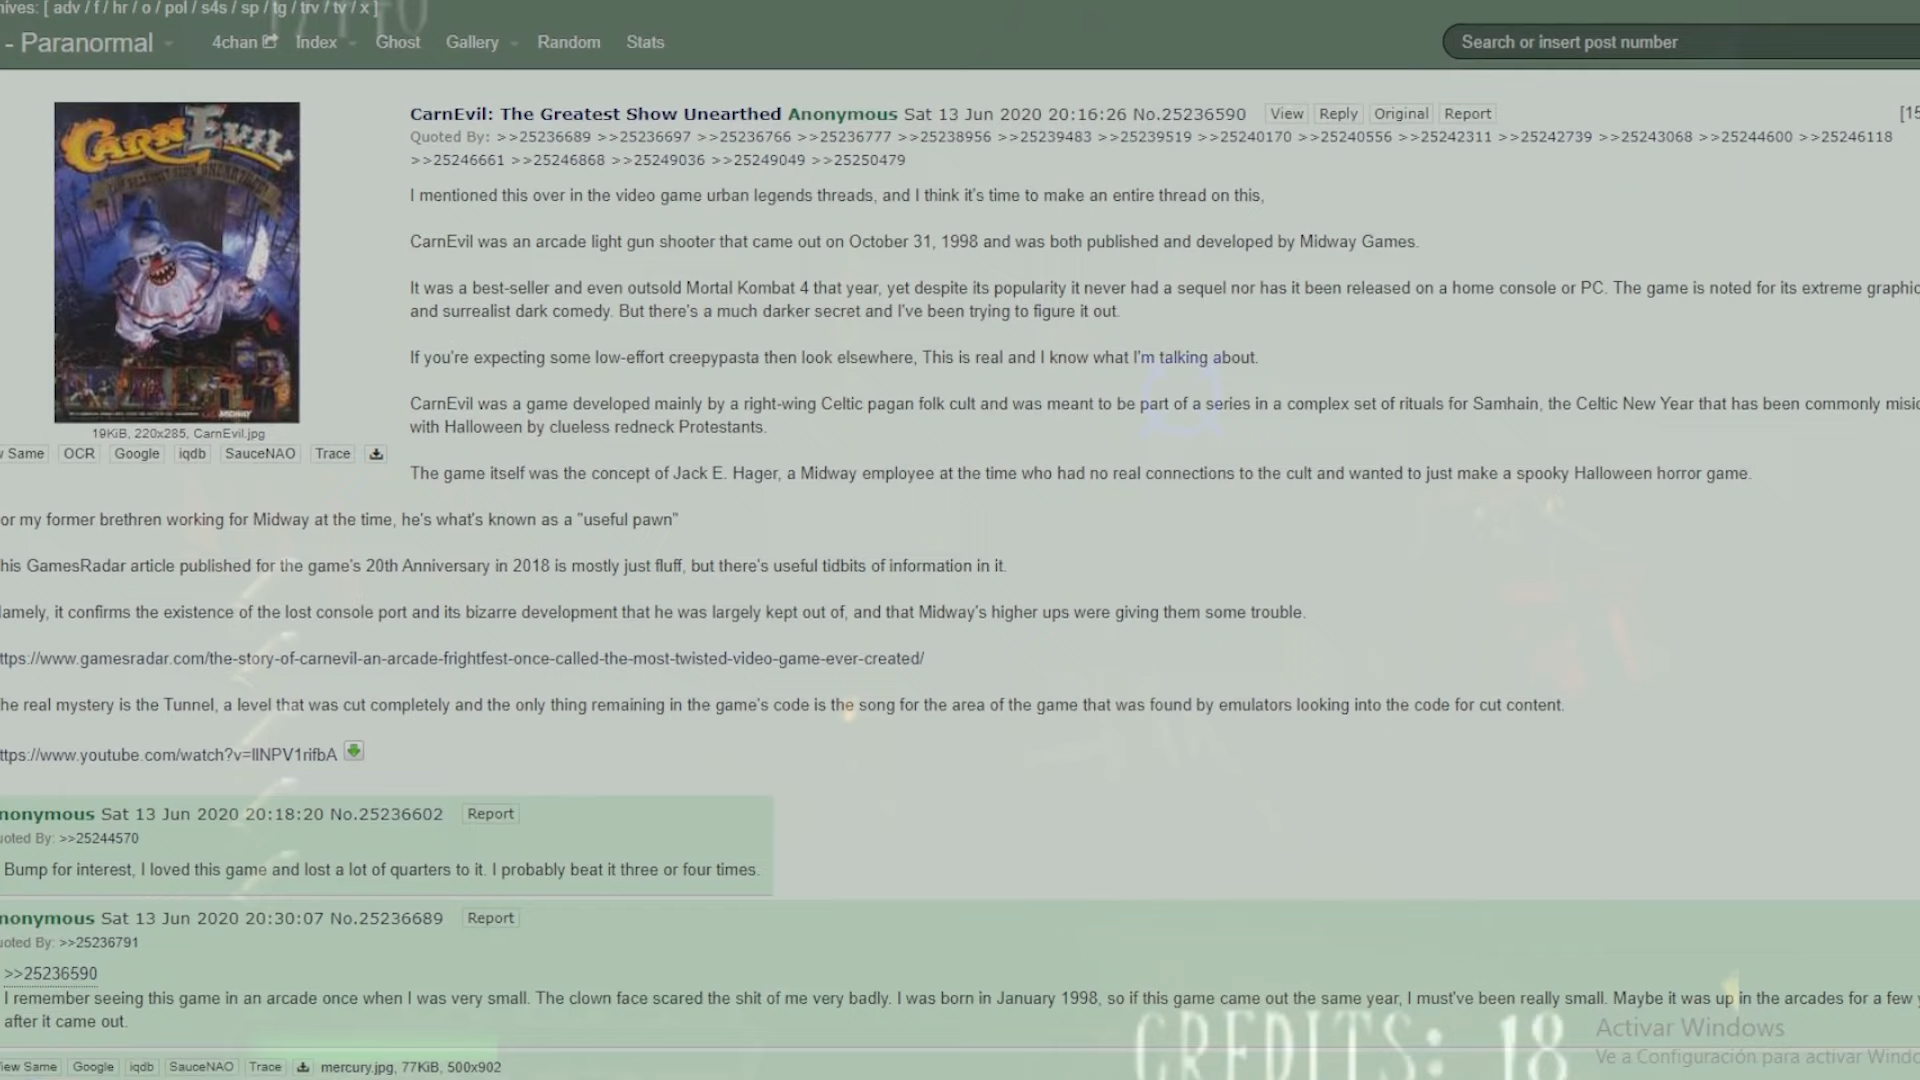 hives: [ adv / f / hr / o / pol / s4s / sp / tg / trv / tv / x ]
- Paranormal 4chan Index Ghost Gallery Random Stats Search or insert post number
CarnEvil: The Greatest Show Unearthed Anonymous Sat 13 Jun 2020 20:16:26 No.25236590 View Reply Original Report [15
Quoted By: >>25236689 >>25236697 >>25236766 >>25236777 >>25238956 >>25239483 >>25239519 >>25240170 >>25240556 >>25242311 >>25242739 >>25243068 >>25244600 >>25246118
>>25246661 >>25246868 >>25249036 >>25249049 >>25250479
CarnEvil
MIDWAY
19KiB, 220x285, CarnEvil.jpg
w Same OCR Google iqdb SauceNAO Trace
I mentioned this over in the video game urban legends threads, and I think it's time to make an entire thread on this,
CarnEvil was an arcade light gun shooter that came out on October 31, 1998 and was both published and developed by Midway Games.
It was a best-seller and even outsold Mortal Kombat 4 that year, yet despite its popularity it never had a sequel nor has it been released on a home console or PC. The game is noted for its extreme graphic
and surrealist dark comedy. But there's a much darker secret and I've been trying to figure it out.
If you're expecting some low-effort creepypasta then look elsewhere, This is real and I know what I'm talking about.
CarnEvil was a game developed mainly by a right-wing Celtic pagan folk cult and was meant to be part of a series in a complex set of rituals for Samhain, the Celtic New Year that has been commonly misid
with Halloween by clueless redneck Protestants.
The game itself was the concept of Jack E. Hager, a Midway employee at the time who had no real connections to the cult and wanted to just make a spooky Halloween horror game.
or my former brethren working for Midway at the time, he's what's known as a "useful pawn"
his GamesRadar article published for the game's 20th Anniversary in 2018 is mostly just fluff, but there's useful tidbits of information in it.
amely, it confirms the existence of the lost console port and its bizarre development that he was largely kept out of, and that Midway's higher ups were giving them some trouble.
ttps://www.gamesradar.com/the-story-of-carnevil-an-arcade-frightfest-once-called-the-most-twisted-video-game-ever-created/
he real mystery is the Tunnel, a level that was cut completely and the only thing remaining in the game's code is the song for the area of the game that was found by emulators looking into the code for cut content.
ttps://www.youtube.com/watch?v=lINPV1rifbA
nonymous Sat 13 Jun 2020 20:18:20 No.25236602 Report
uoted By: >>25244570
Bump for interest, I loved this game and lost a lot of quarters to it. I probably beat it three or four times.
nonymous Sat 13 Jun 2020 20:30:07 No.25236689 Report
uoted By: >>25236791
>>25236590
I remember seeing this game in an arcade once when I was very small. The clown face scared the shit of me very badly. I was born in January 1998, so if this game came out the same year, I must've been really small. Maybe it was up in the arcades for a few y
after it came out.
CREDITS: 18
Activar Windows
Ve a Configuración para activar Windo
iew Same Google iqdb SauceNAO Trace mercury.jpg, 77KiB, 500x902